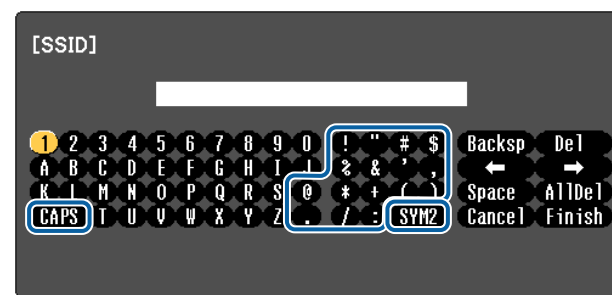 [SSID]
1 2 3 4 5 6 7 8 9 0 ! " # $ Backsp Del
A B C D E F G H I J % & ' , ← →
K L M N O P Q R S @ * + ( ) Space AllDel
CAPS T U V W X Y Z . / : SYM2 Cancel Finish